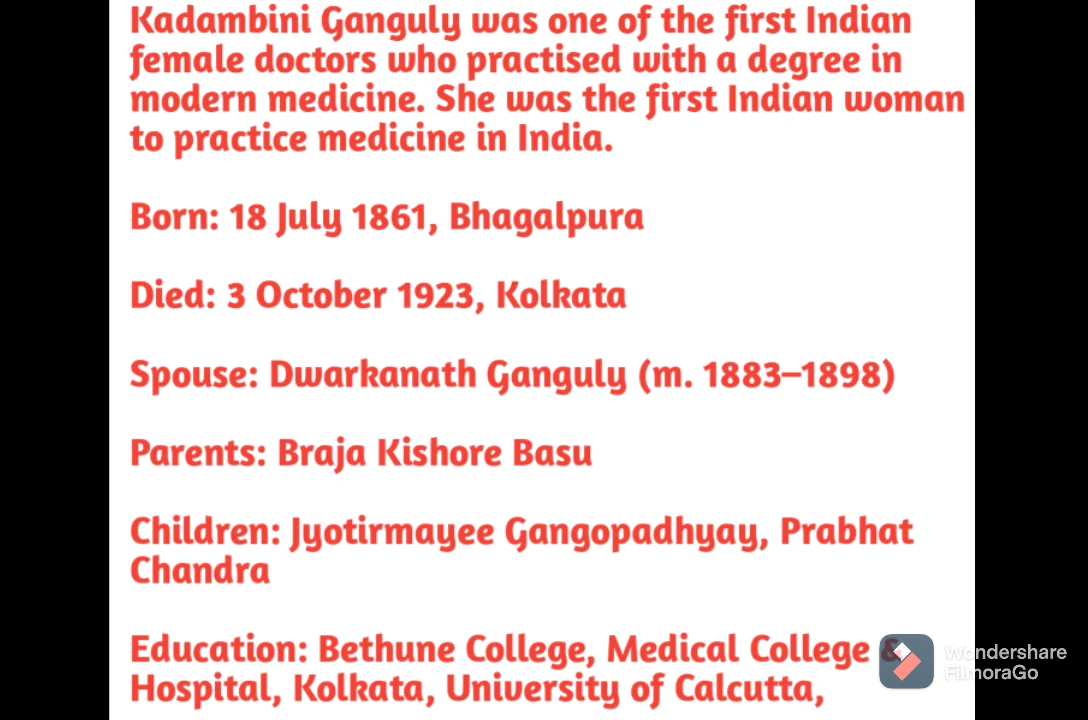 Kadambini Ganguly was one of the first Indian
female doctors who practised with a degree in
modern medicine. She was the first Indian woman
to practice medicine in India.
Born: 18 July 1861, Bhagalpura
Died: 3 October 1923, Kolkata
Spouse: Dwarkanath Ganguly (m. 1883–1898)
Parents: Braja Kishore Basu
Children: Jyotirmayee Gangopadhyay, Prabhat
Chandra
Education: Bethune College, Medical College &
Hospital, Kolkata, University of Calcutta,
Wondershare
FilmoraGo